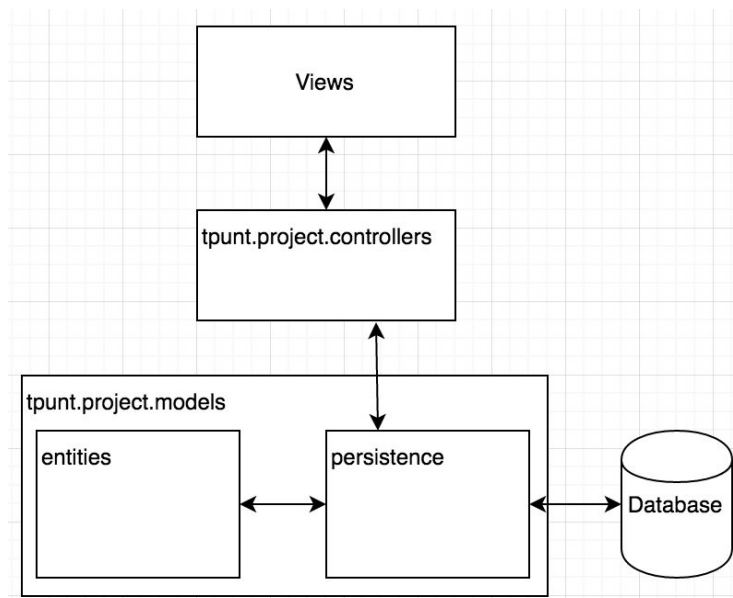 Views
tpunt.project.controllers
tpunt.project.models
entities
persistence
Database